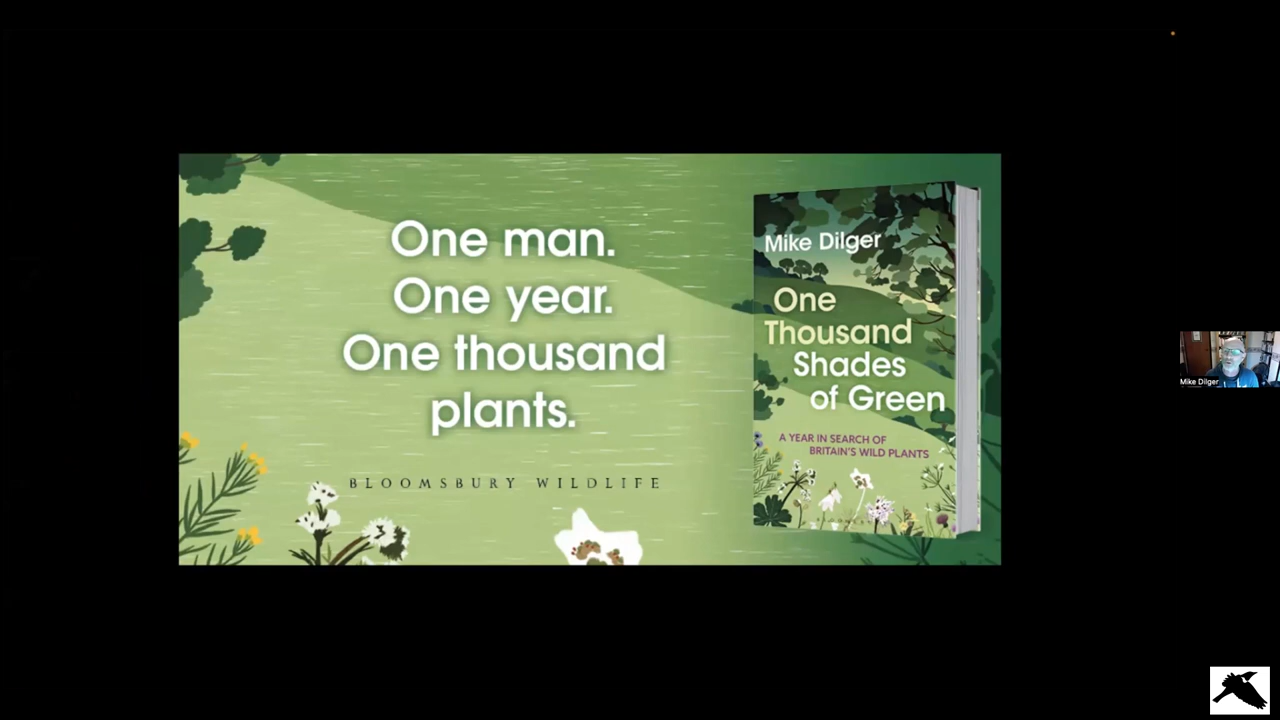 One man.
One year.
One thousand
plants.
BLOOMSBURY WILDLIFE
Mike Dilger
One
Thousand
Shades
of Green
A YEAR IN SEARCH OF
BRITAIN'S WILD PLANTS
Mike Dilger